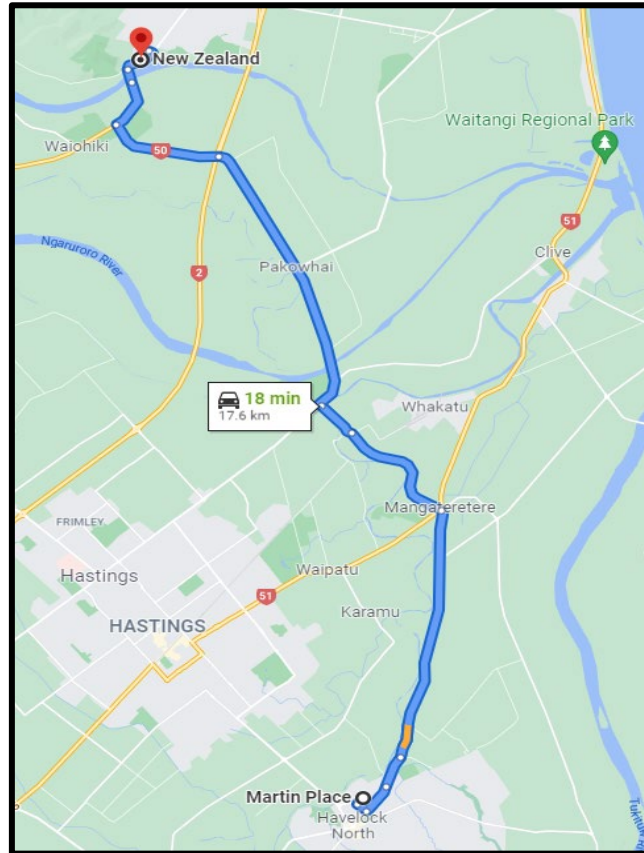 New Zealand
Waitangi Regional Park
Waiohiki
50
51
Ngaruroro River
Clive
Pakowhai
2
18 min
17.6 km
Whakatu
Mangateretere
FRIMLEY
Hastings
Waipatu
51
Karamu
HASTINGS
Martin Place
Havelock
North